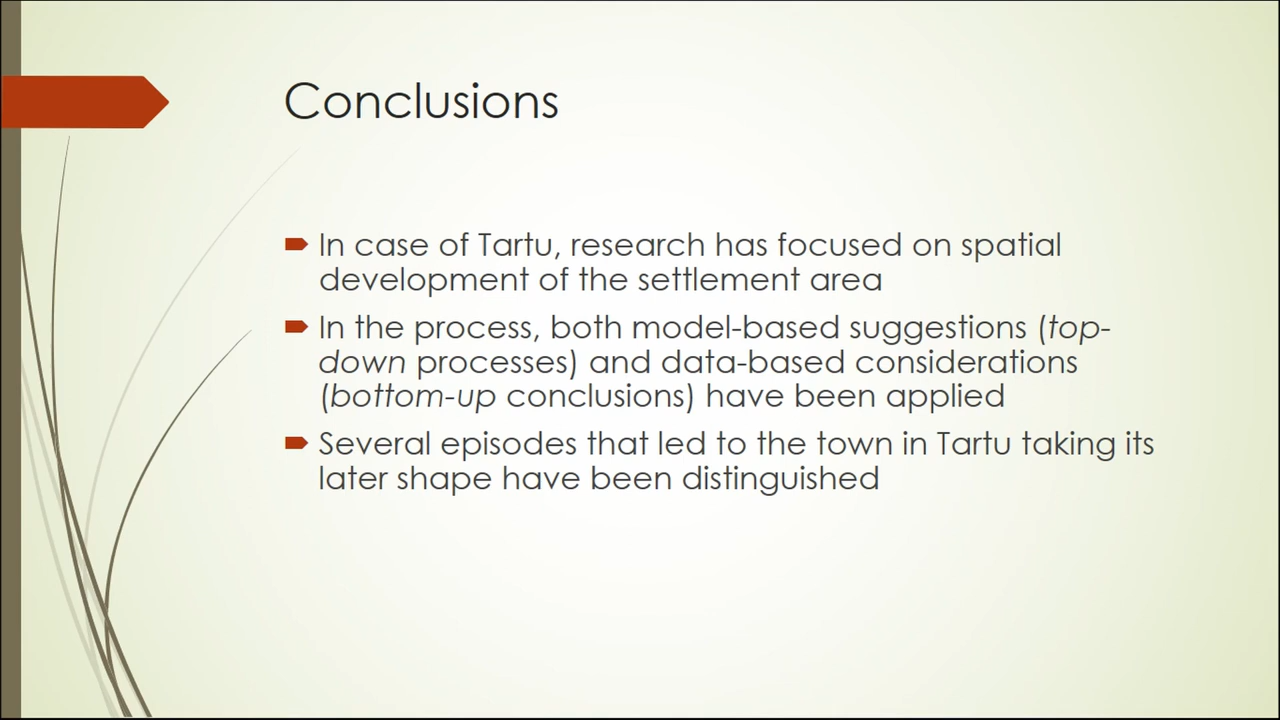 Conclusions
In case of Tartu, research has focused on spatial
development of the settlement area
In the process, both model-based suggestions (top-
down processes) and data-based considerations
(bottom-up conclusions) have been applied
Several episodes that led to the town in Tartu taking its
later shape have been distinguished